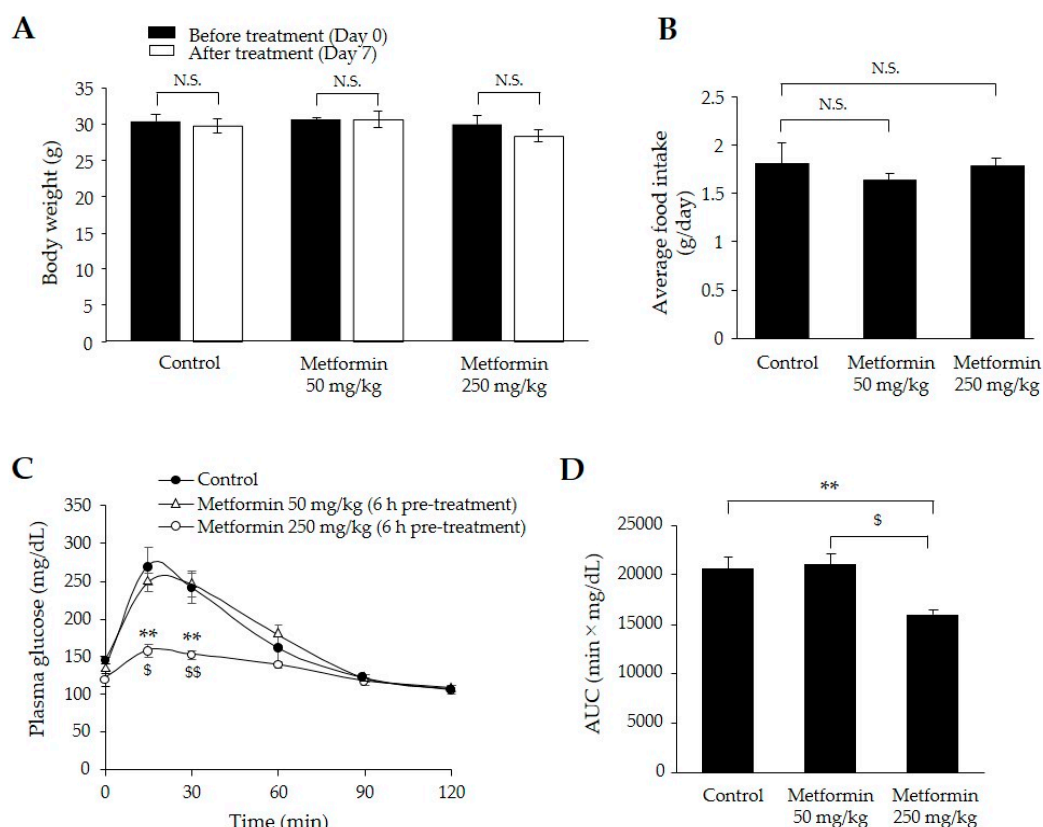 A
Before treatment (Day 0)
After treatment (Day 7)
N.S.
N.S.
N.S.
40
35
30
25
20
15
10
5
0
Body weight (g)
Control
Metformin
50 mg/kg
Metformin
250 mg/kg
B
N.S.
N.S.
2.5
2
1.5
1
0.5
0
Average food intake
(g/day)
Control
Metformin
50 mg/kg
Metformin
250 mg/kg
C
Control
Metformin 50 mg/kg (6 h pre-treatment)
Metformin 250 mg/kg (6 h pre-treatment)
350
300
250
200
150
100
50
0
Plasma glucose (mg/dL)
** **
$ $$
0 30 60 90 120
Time (min)
D
**
$
25000
20000
15000
10000
5000
0
AUC (min × mg/dL)
Control
Metformin
50 mg/kg
Metformin
250 mg/kg